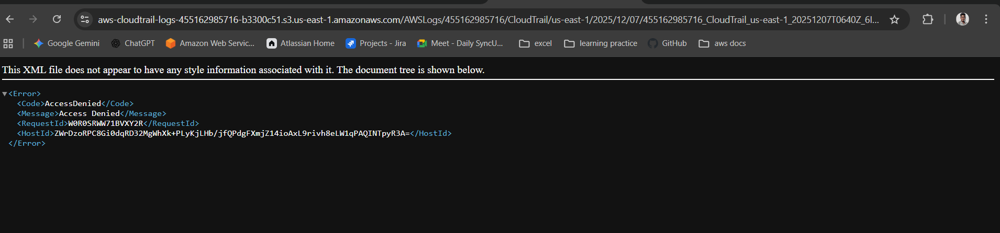 aws-cloudtrail-logs-455162985716-b3300c51.s3.us-east-1.amazonaws.com/AWSLogs/455162985716/CloudTrail/us-east-1/2025/12/07/455162985716_CloudTrail_us-east-1_20251207T0640Z_6I...
Google Gemini ChatGPT Amazon Web Servic... Atlassian Home Projects - Jira Meet - Daily SyncU... excel learning practice GitHub aws docs
This XML file does not appear to have any style information associated with it. The document tree is shown below.
▼<Error>
<Code>AccessDenied</Code>
<Message>Access Denied</Message>
<RequestId>W0R0SRWW71BVXY2R</RequestId>
<HostId>ZWrDzoRPC8Gi0dqRD32MgWhXk+PLyKjLHb/jfQPdgFXmjZ14ioAxL9rivh8eLW1qPAQINTpyR3A=</HostId>
</Error>